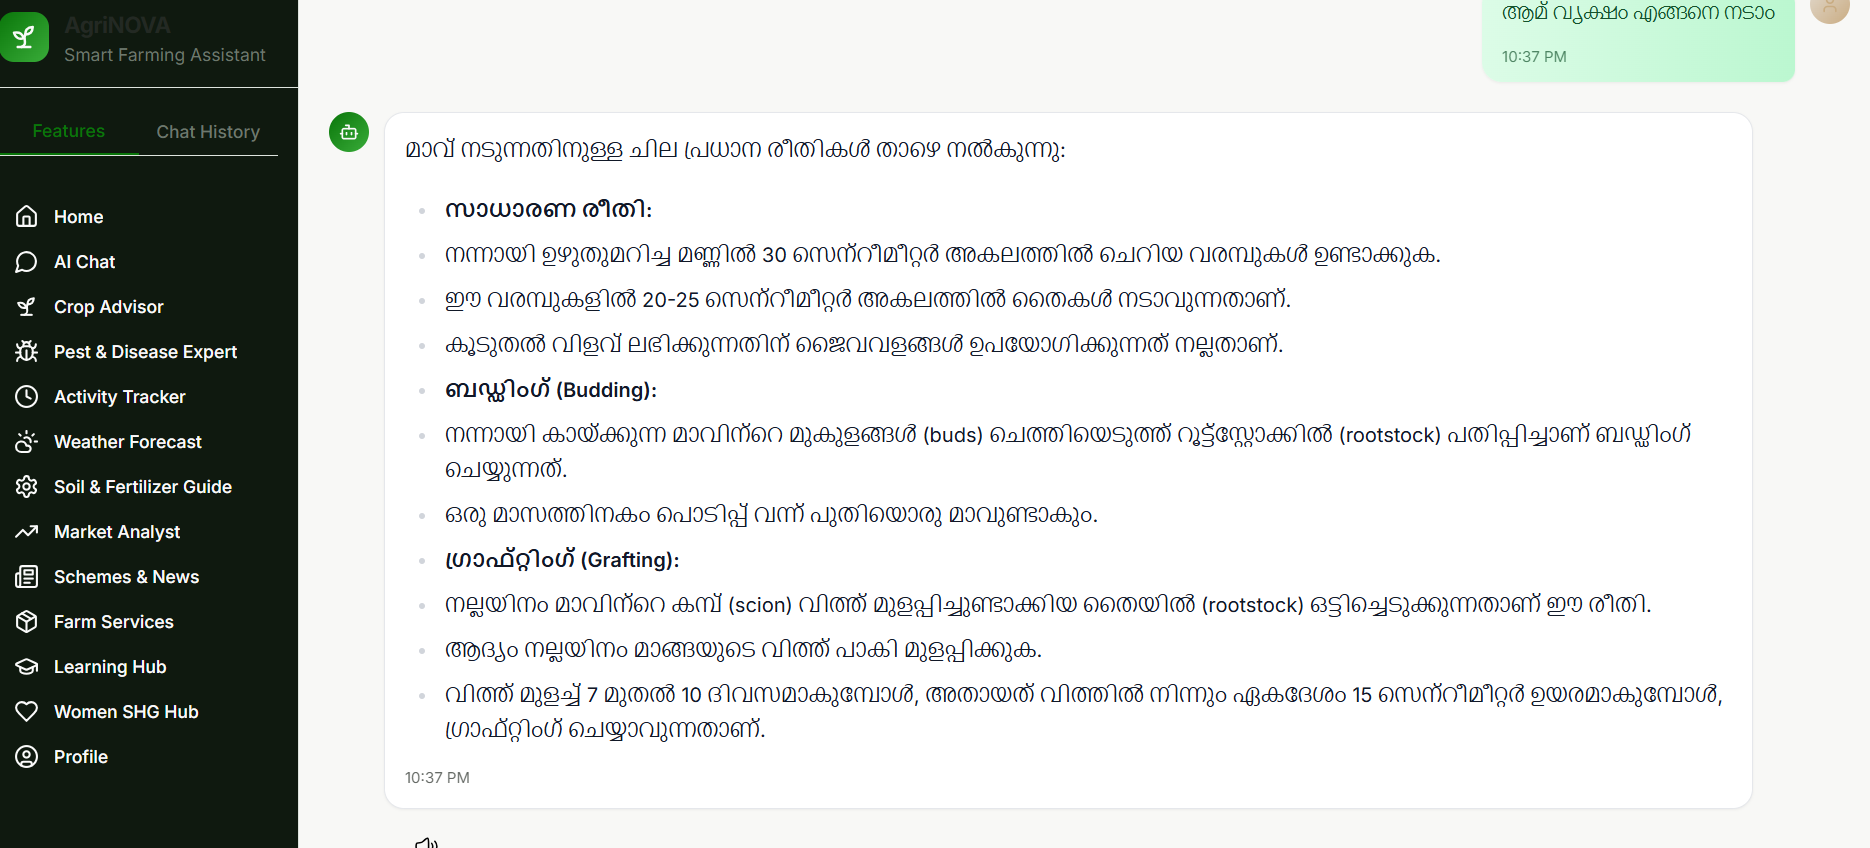 AgriNOVA
Smart Farming Assistant
Features
Chat History
Home
AI Chat
Crop Advisor
Pest & Disease Expert
Activity Tracker
Weather Forecast
Soil & Fertilizer Guide
Market Analyst
Schemes & News
Farm Services
Learning Hub
Women SHG Hub
Profile
ആമ് വൃക്ഷം എങ്ങനെ നടാം
10:37 PM
മാവ് നടുന്നതിനുള്ള ചില പ്രധാന രീതികൾ താഴെ നൽകുന്നു:
സാധാരണ രീതി:
നന്നായി ഉഴുതുമറിച്ച മണ്ണിൽ 30 സെന്റീമീറ്റർ അകലത്തിൽ ചെറിയ വരമ്പുകൾ ഉണ്ടാക്കുക.
ഈ വരമ്പുകളിൽ 20-25 സെന്റീമീറ്റർ അകലത്തിൽ തൈകൾ നടാവുന്നതാണ്.
കൂടുതൽ വിളവ് ലഭിക്കുന്നതിന് ജൈവവളങ്ങൾ ഉപയോഗിക്കുന്നത് നല്ലതാണ്.
ബഡ്ഡിംഗ് (Budding):
നന്നായി കായ്ക്കുന്ന മാവിന്റെ മുകുളങ്ങൾ (buds) ചെത്തിയെടുത്ത് റൂട്ട്സ്റ്റോക്കിൽ (rootstock) പതിപ്പിച്ചാണ് ബഡ്ഡിംഗ്
ചെയ്യുന്നത്.
ഒരു മാസത്തിനകം പൊടിപ്പ് വന്ന് പുതിയൊരു മാവുണ്ടാകും.
ഗ്രാഫ്റ്റിംഗ് (Grafting):
നല്ലയിനം മാവിന്റെ കമ്പ് (scion) വിത്ത് മുളപ്പിച്ചുണ്ടാക്കിയ തൈയിൽ (rootstock) ഒട്ടിച്ചെടുക്കുന്നതാണ് ഈ രീതി.
ആദ്യം നല്ലയിനം മാങ്ങയുടെ വിത്ത് പാകി മുളപ്പിക്കുക.
വിത്ത് മുളച്ച് 7 മുതൽ 10 ദിവസമാകുമ്പോൾ, അതായത് വിത്തിൽ നിന്നും ഏകദേശം 15 സെന്റീമീറ്റർ ഉയരമാകുമ്പോൾ,
ഗ്രാഫ്റ്റിംഗ് ചെയ്യാവുന്നതാണ്.
10:37 PM